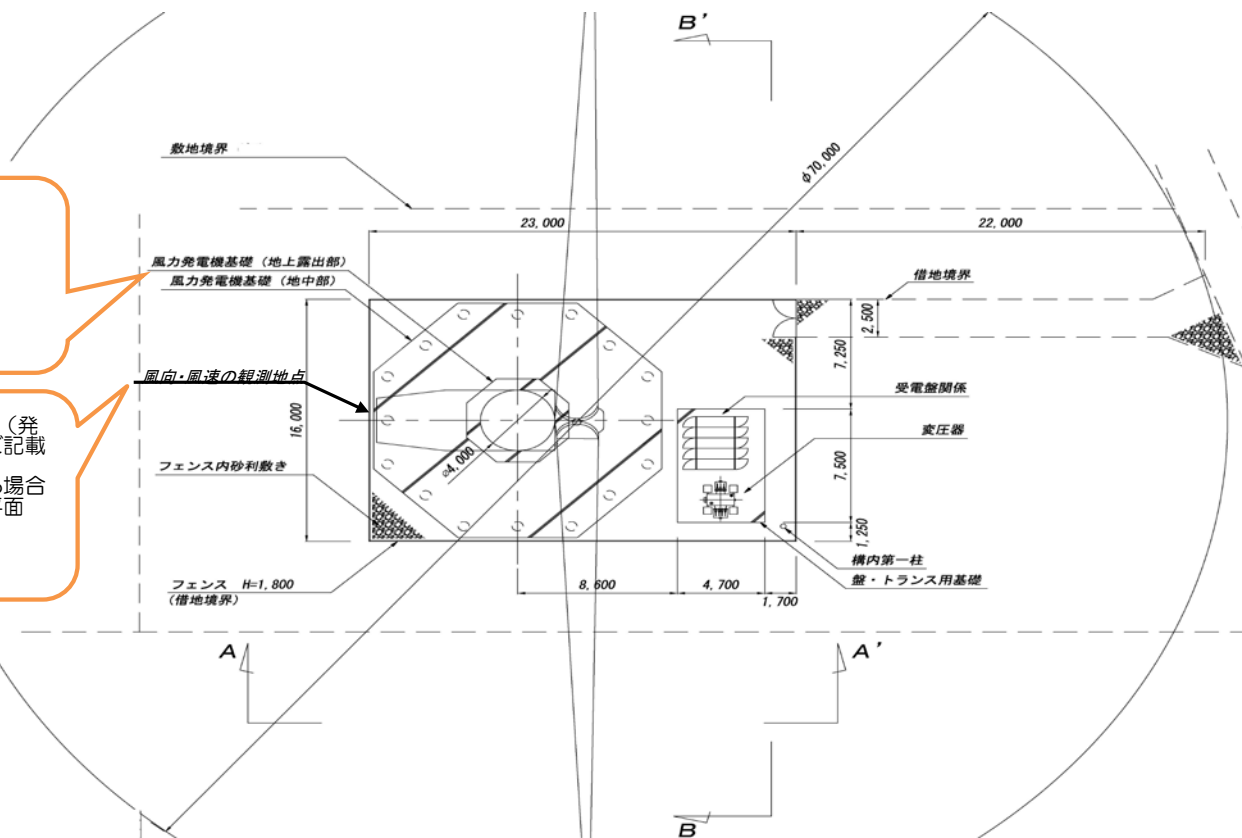 B'
敷地境界
φ70,000
23,000
22,000
風力発電機基礎（地上露出部）
風力発電機基礎（地中部）
借地境界
2,500
7,250
風向・風速の観測地点
受電盤関係
16,000
（発
記載
変圧器
ø4,000
フェンス内砂利敷き
7,500
場合
面
1,250
構内第一柱
フェンス H=1,800
（借地境界）
8,600
4,700
1,700
盤・トランス用基礎
A
A'
B